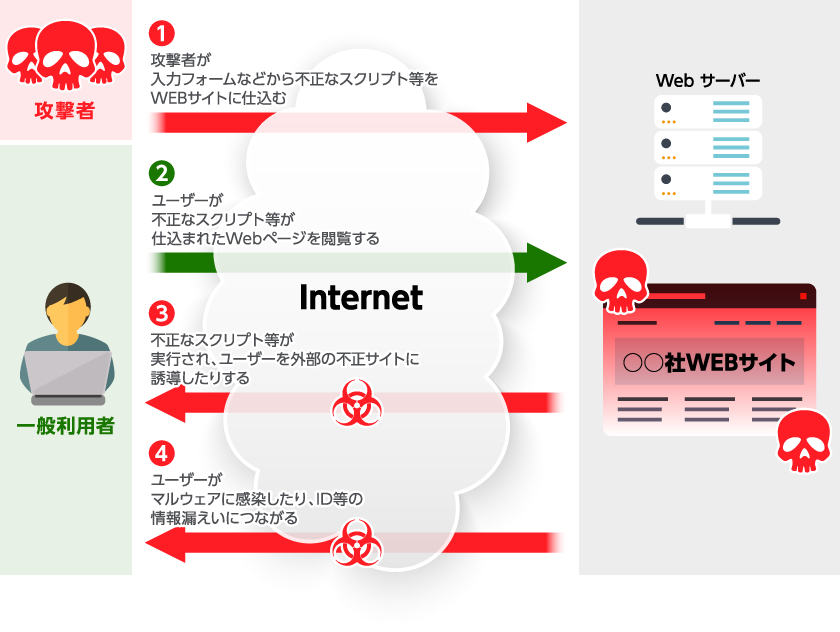 攻撃者
1
攻撃者が
入力フォームなどから不正なスクリプト等を
WEBサイトに仕込む
Web サーバー
2
ユーザーが
不正なスクリプト等が
仕込まれたWebページを閲覧する
Internet
3
不正なスクリプト等が
実行され、ユーザーを外部の不正サイトに
誘導したりする
○○社WEBサイト
一般利用者
4
ユーザーが
マルウェアに感染したり、ID等の
情報漏えいにつながる